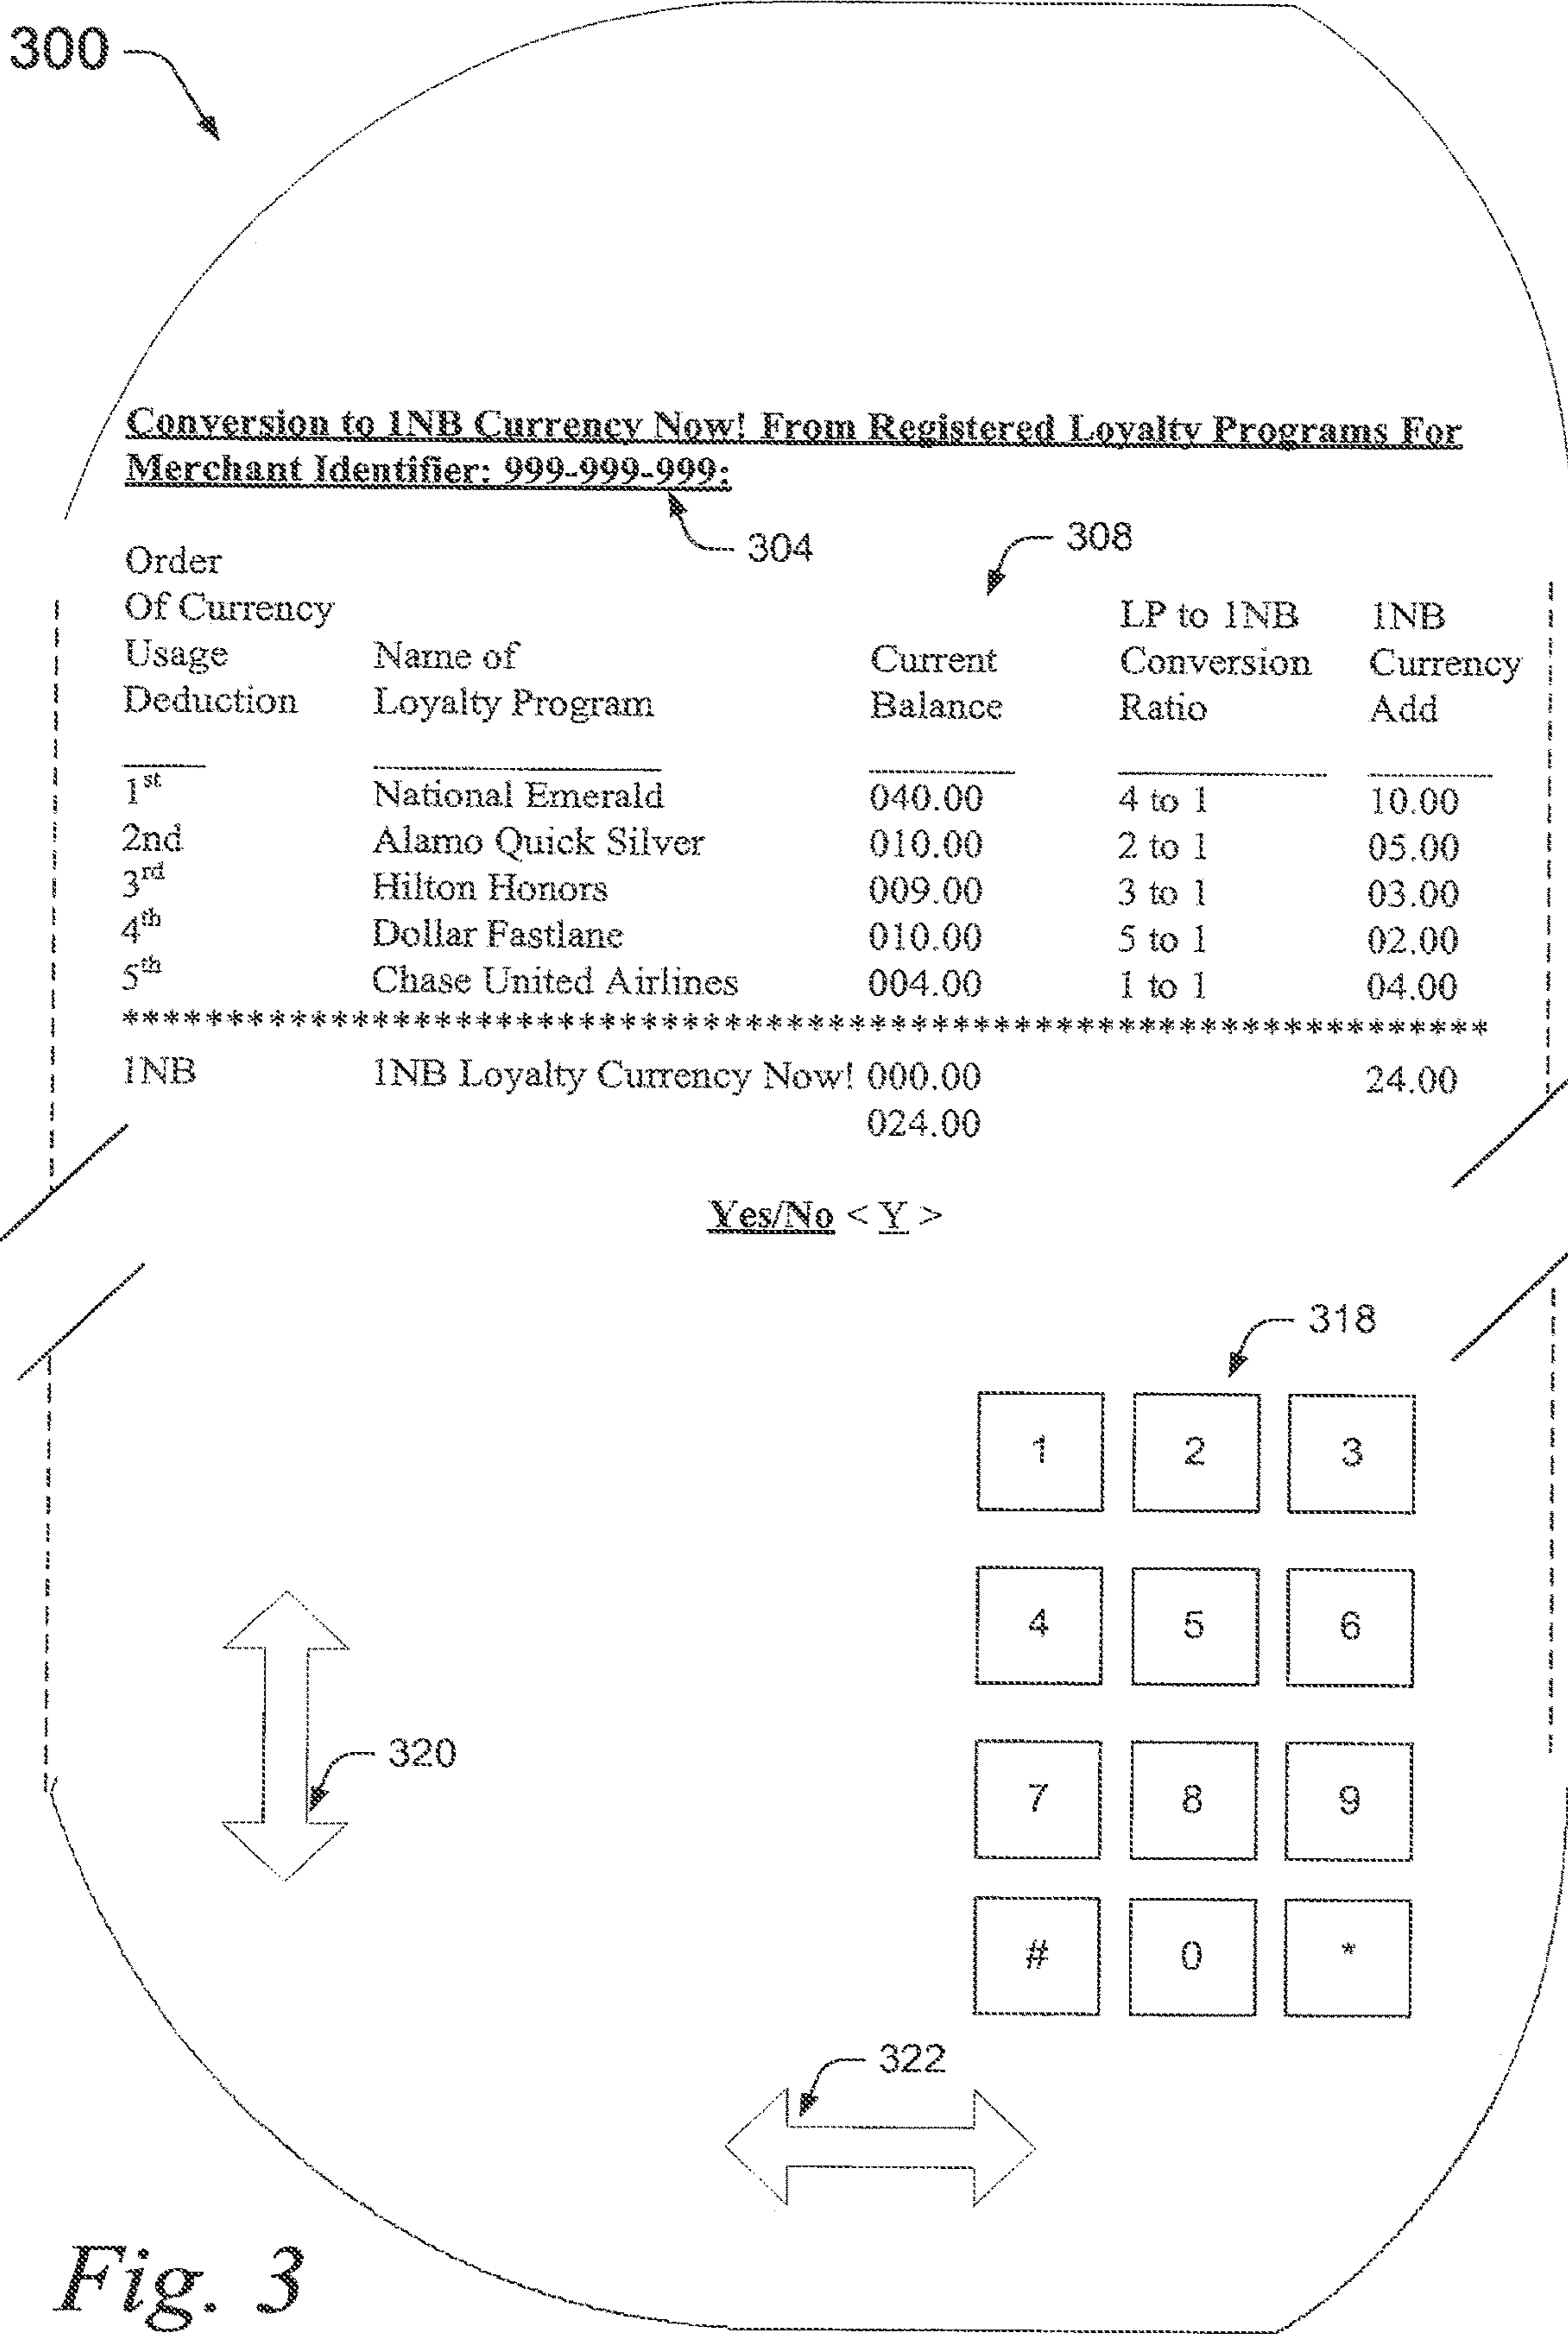 300
Conversion to 1NB Currency Now! From Registered Loyalty Programs For
Merchant Identifier: 999-999-999:
304
308
Order
Of Currency
Usage
Deduction
Name of
Loyalty Program
Current
Balance
LP to 1NB
Conversion
Ratio
1NB
Currency
Add
1st National Emerald 040.00 4 to 1 10.00
2nd Alamo Quick Silver 010.00 2 to 1 05.00
3rd Hilton Honors 009.00 3 to 1 03.00
4th Dollar Fastlane 010.00 5 to 1 02.00
5th Chase United Airlines 004.00 1 to 1 04.00
******************************************************************
1NB 1NB Loyalty Currency Now! 000.00 24.00
024.00
Yes/No < Y >
318
1 2 3
4 5 6
320
7 8 9
# 0 *
322
Fig. 3